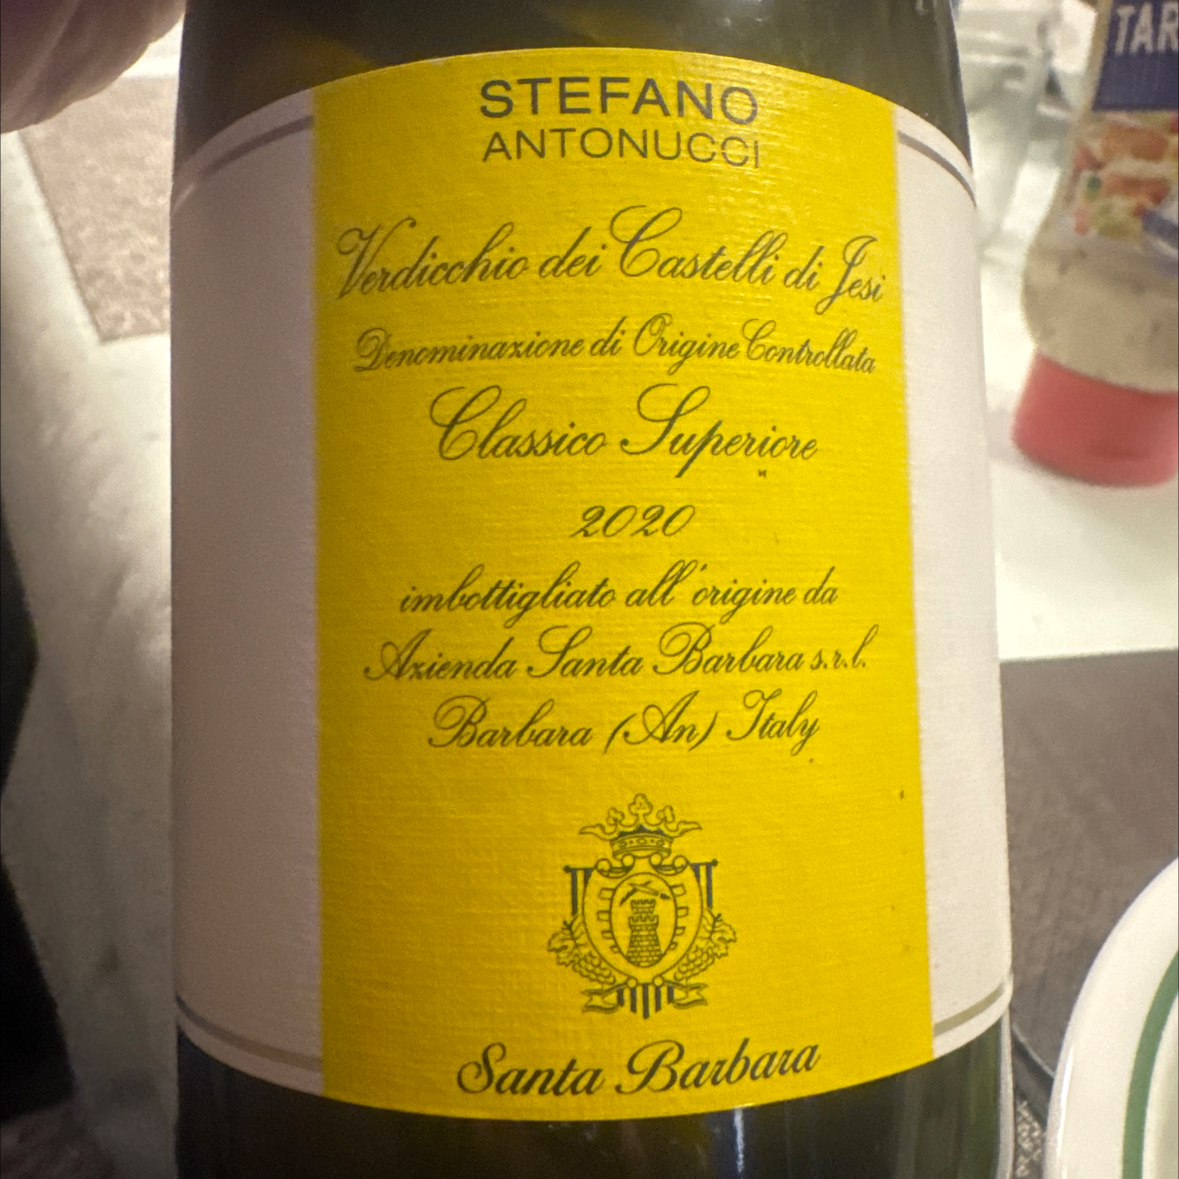 STEFANO
ANTONUCCI
Verdicchio dei Castelli di Jesi
Denominazione di Origine Controllata
Classico Superiore
2020
imbottigliato all'origine da
Azienda Santa Barbara s.r.l.
Barbara (An) Italy
Santa Barbara
TAR